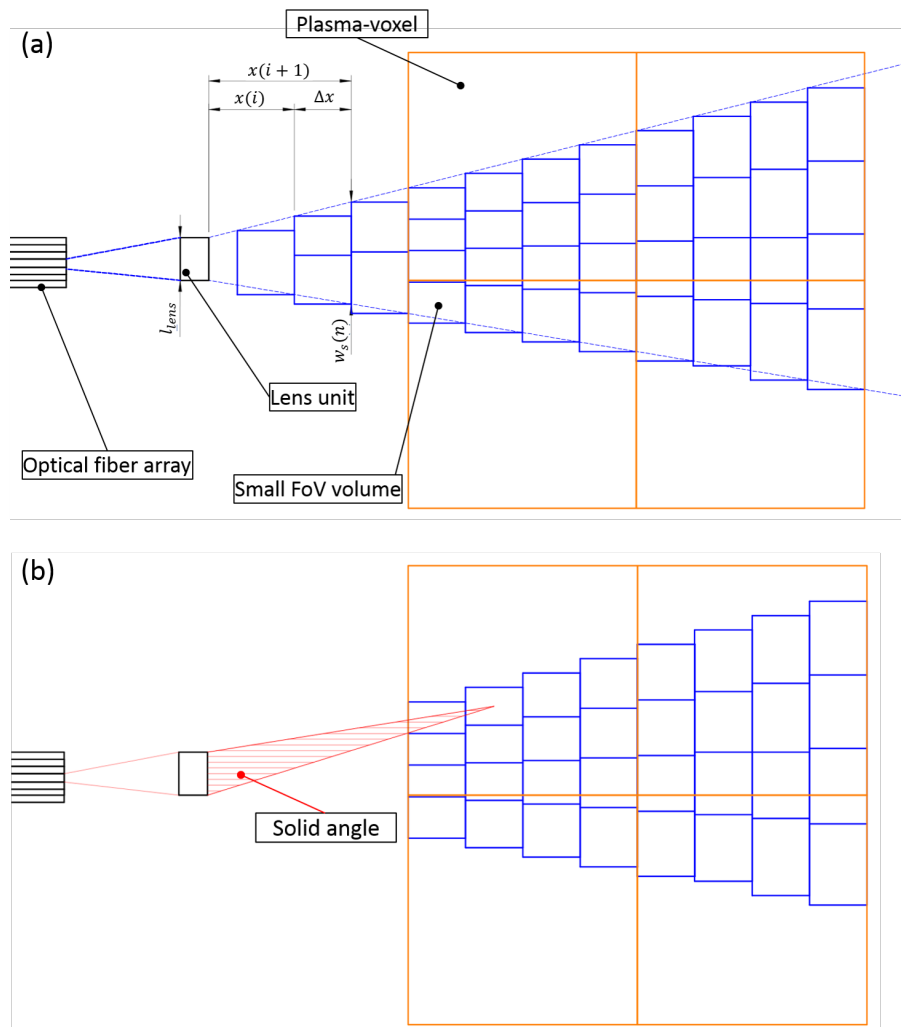 (a)
Plasma-voxel
x(i + 1)
x(i)
Δx
l_lens
w_s(n)
Lens unit
Optical fiber array
Small FoV volume
(b)
Solid angle